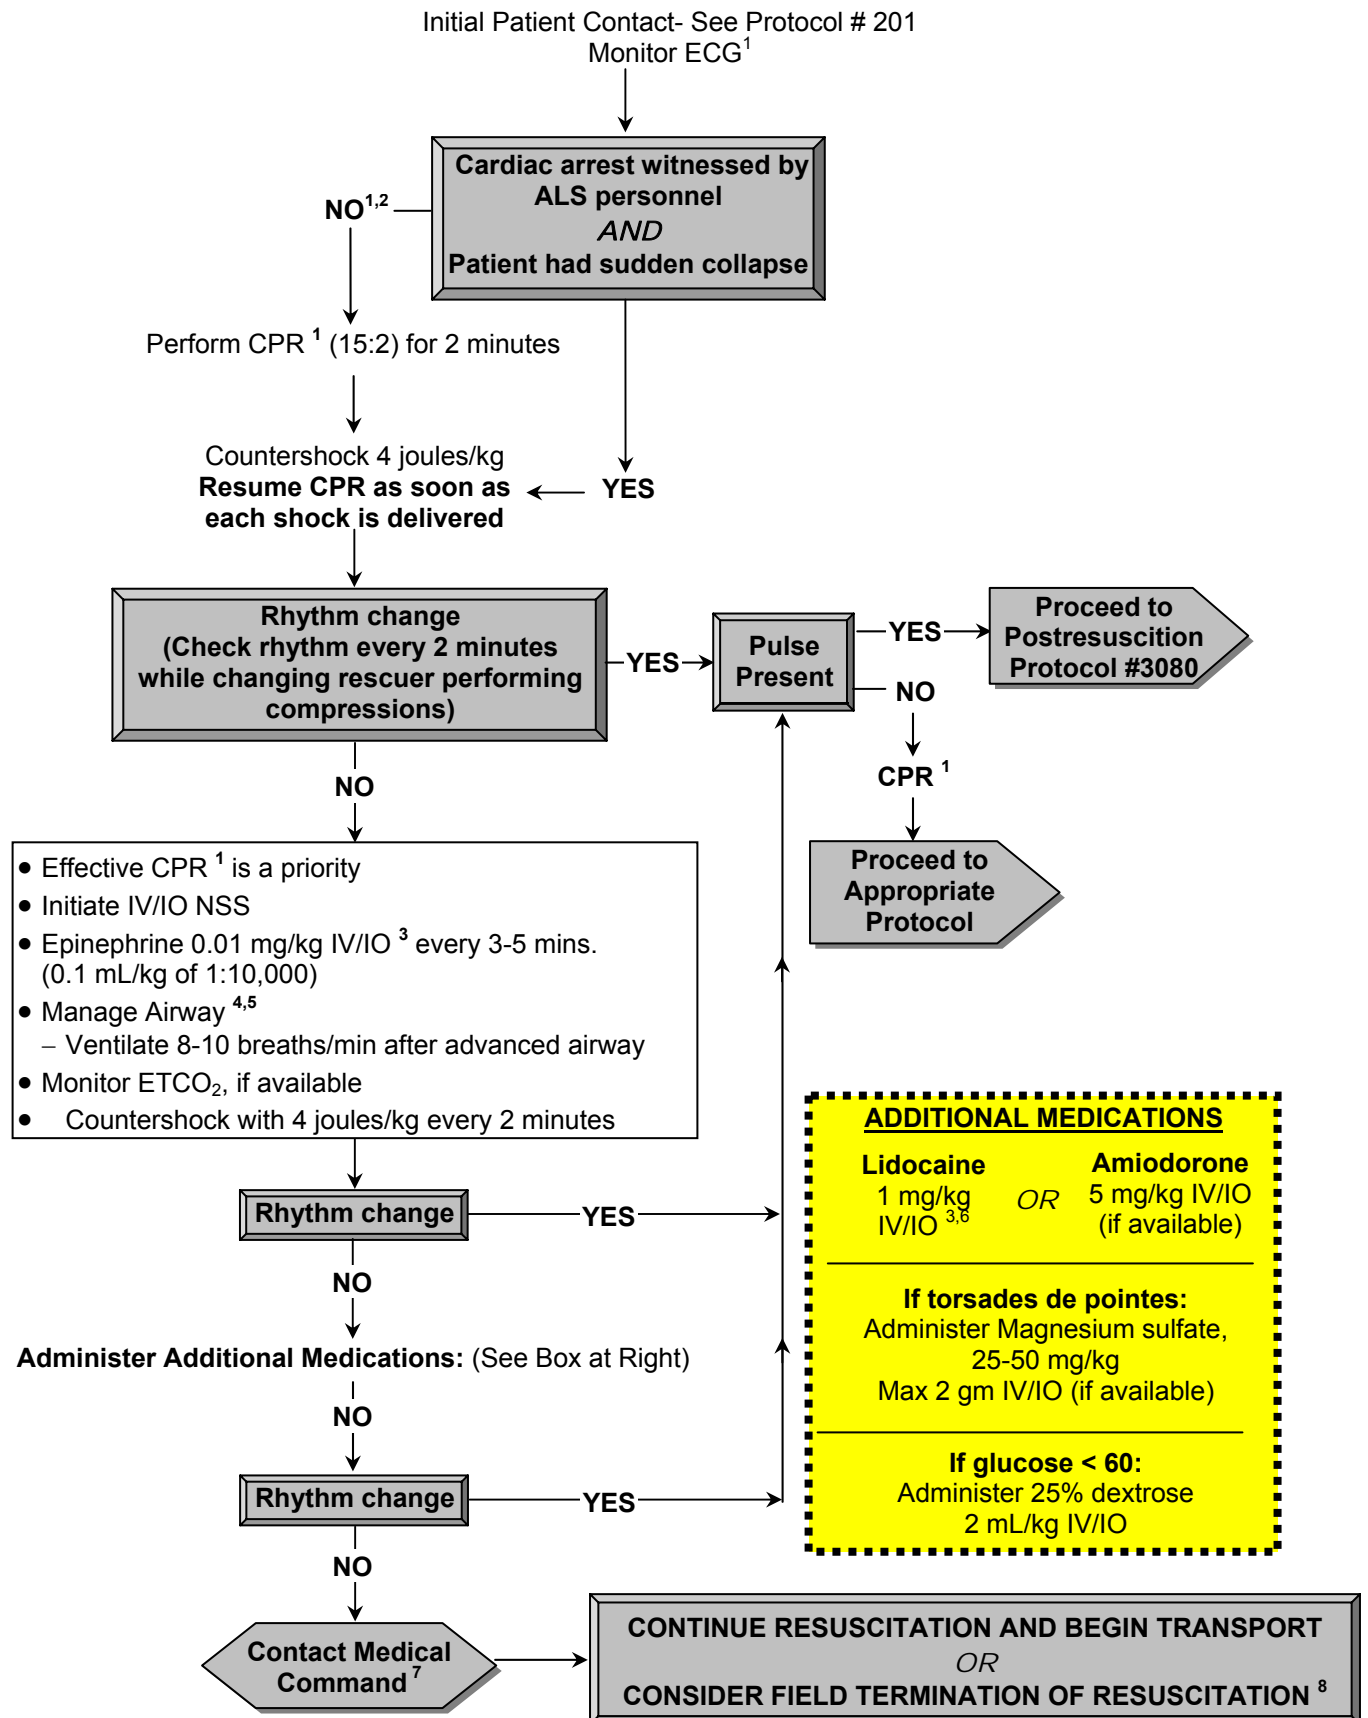 Initial Patient Contact- See Protocol # 201
Monitor ECG1
Cardiac arrest witnessed by
ALS personnel
AND
Patient had sudden collapse
NO1,2
Perform CPR 1 (15:2) for 2 minutes
Countershock 4 joules/kg
Resume CPR as soon as
each shock is delivered
YES
Rhythm change
(Check rhythm every 2 minutes
while changing rescuer performing
compressions)
YES
Pulse
Present
YES
Proceed to
Postresuscition
Protocol #3080
NO
CPR 1
Proceed to
Appropriate
Protocol
NO
• Effective CPR 1 is a priority
• Initiate IV/IO NSS
• Epinephrine 0.01 mg/kg IV/IO 3 every 3-5 mins.
(0.1 mL/kg of 1:10,000)
• Manage Airway 4,5
– Ventilate 8-10 breaths/min after advanced airway
• Monitor ETCO2, if available
• Countershock with 4 joules/kg every 2 minutes
Rhythm change
YES
NO
Administer Additional Medications: (See Box at Right)
NO
Rhythm change
YES
NO
ADDITIONAL MEDICATIONS
Lidocaine
1 mg/kg
IV/IO 3,6
OR
Amiodorone
5 mg/kg IV/IO
(if available)
If torsades de pointes:
Administer Magnesium sulfate,
25-50 mg/kg
Max 2 gm IV/IO (if available)
If glucose < 60:
Administer 25% dextrose
2 mL/kg IV/IO
Contact Medical
Command 7
CONTINUE RESUSCITATION AND BEGIN TRANSPORT
OR
CONSIDER FIELD TERMINATION OF RESUSCITATION 8